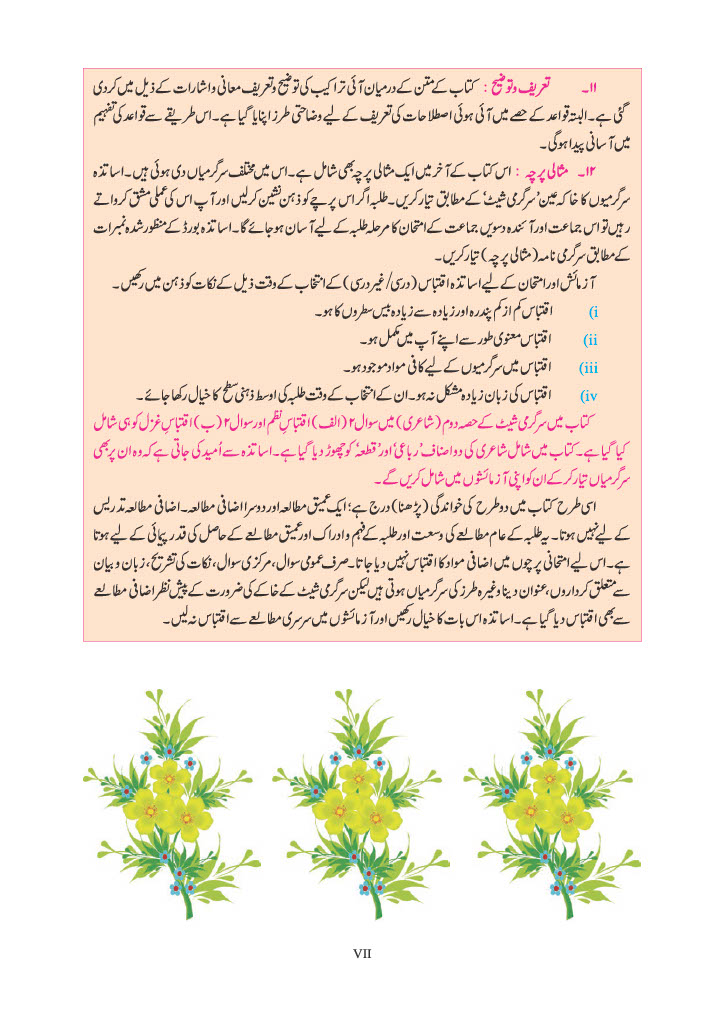 ۱۱۔ تعریف و توضیح : کتاب کے متن کے درمیان آئی تراکیب کی توضیح و تعریف معانی و اشارات کے ذیل میں کر دی
گئی ہے۔ البتہ قواعد کے حصے میں آئی ہوئی اصطلاحات کی تعریف کے لیے وضاحتی طرز اپنایا گیا ہے۔ اس طریقے سے قواعد کی تفہیم
میں آسانی پیدا ہوگی۔
۱۲۔ مثالی پرچہ : اس کتاب کے آخر میں ایک مثالی پرچہ بھی شامل ہے۔ اس میں مختلف سرگرمیاں دی ہوئی ہیں۔ اساتذہ
سرگرمیوں کا خاکہ عین 'سرگرمی شیٹ' کے مطابق تیار کریں۔ طلبہ اگر اس پرچے کو ذہن نشین کر لیں اور آپ اس کی عملی مشق کرواتے
رہیں تو اس جماعت اور آئندہ دسویں جماعت کے امتحان کا مرحلہ طلبہ کے لیے آسان ہو جائے گا۔ اساتذہ بورڈ کے منظور شدہ نمبرات
کے مطابق سرگرمی نامہ (مثالی پرچہ) تیار کریں۔
آزمائش اور امتحان کے لیے اساتذہ اقتباس (درسی/غیر درسی) کے انتخاب کے وقت ذیل کے نکات کو ذہن میں رکھیں۔
(i اقتباس کم از کم پندرہ اور زیادہ سے زیادہ بیس سطروں کا ہو۔
(ii اقتباس معنوی طور سے اپنے آپ میں مکمل ہو۔
(iii اقتباس میں سرگرمیوں کے لیے کافی مواد موجود ہو۔
(iv اقتباس کی زبان زیادہ مشکل نہ ہو۔ ان کے انتخاب کے وقت طلبہ کی اوسط ذہنی سطح کا خیال رکھا جائے۔
کتاب میں سرگرمی شیٹ کے حصہ دوم (شاعری) میں سوال ۲ (الف) اقتباسِ نظم اور سوال ۲ (ب) اقتباسِ غزل کو ہی شامل
کیا گیا ہے۔ کتاب میں شامل شاعری کی دو اصناف 'رباعی' اور 'قطعہ' کو چھوڑ دیا گیا ہے۔ اساتذہ سے اُمید کی جاتی ہے کہ وہ ان پر بھی
سرگرمیاں تیار کر کے ان کو اپنی آزمائشوں میں شامل کریں گے۔
اسی طرح کتاب میں دو طرح کی خواندگی (پڑھنا) درج ہے؛ ایک عمیق مطالعہ اور دوسرا اضافی مطالعہ۔ اضافی مطالعہ تدریس
کے لیے نہیں ہوتا۔ یہ طلبہ کے عام مطالعے کی وسعت اور طلبہ کے فہم و ادراک اور عمیق مطالعے کے حاصل کی قدر پیمائی کے لیے ہوتا
ہے۔ اس لیے امتحانی پرچوں میں اضافی مواد کا اقتباس نہیں دیا جاتا۔ صرف عمومی سوال، مرکزی سوال، نکات کی تشریح، زبان و بیان
سے متعلق کرداروں، عنوان دینا وغیرہ طرز کی سرگرمیاں ہوتی ہیں لیکن سرگرمی شیٹ کے خاکے کی ضرورت کے پیش نظر اضافی مطالعے
سے بھی اقتباس دیا گیا ہے۔ اساتذہ اس بات کا خیال رکھیں اور آزمائشوں میں سرسری مطالعے سے اقتباس نہ لیں۔
VII